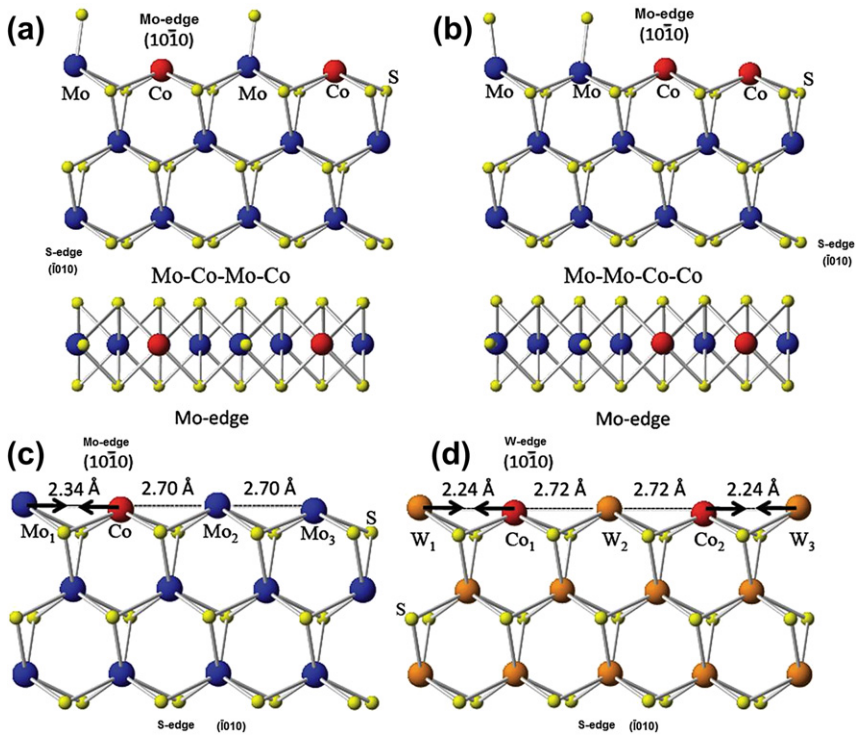 (a)
Mo-edge
(101̄0)
Mo Co Mo Co S
S-edge
(1̄010)
Mo-Co-Mo-Co
Mo-edge
(b)
Mo-edge
(101̄0)
Mo Mo Co Co S
S-edge
(1̄010)
Mo-Mo-Co-Co
Mo-edge
(c)
Mo-edge
(101̄0)
2.34 Å 2.70 Å 2.70 Å
Mo₁ Co Mo₂ Mo₃ S
S-edge (1̄010)
(d)
W-edge
(101̄0)
2.24 Å 2.72 Å 2.72 Å 2.24 Å
W₁ Co₁ W₂ Co₂ W₃
S
S-edge (1̄010)